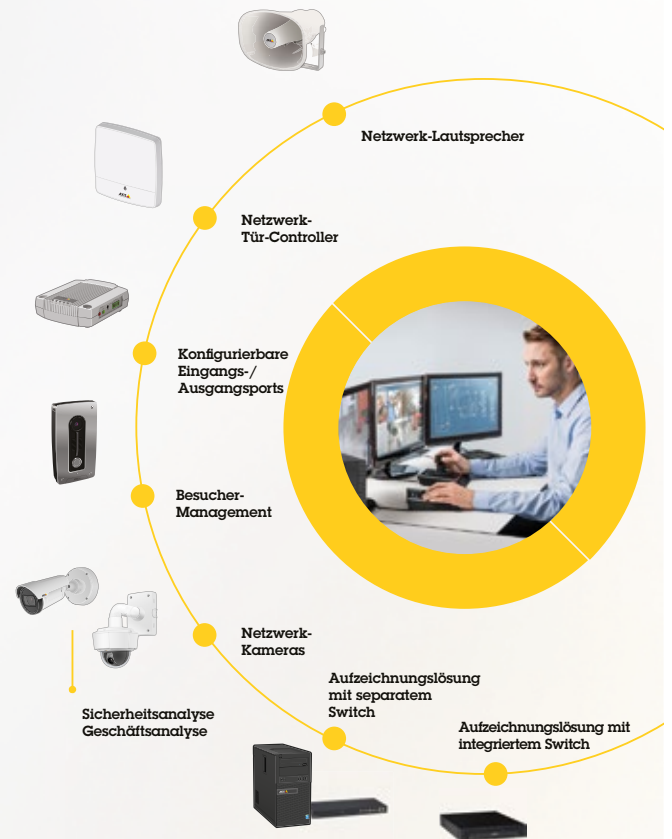 Netzwerk-Lautsprecher
Netzwerk-
Tür-Controller
Konfigurierbare
Eingangs-/
Ausgangsports
Besucher-
Management
Netzwerk-
Kameras
Sicherheitsanalyse
Geschäftsanalyse
Aufzeichnungslösung
mit separatem
Switch
Aufzeichnungslösung mit
integriertem Switch